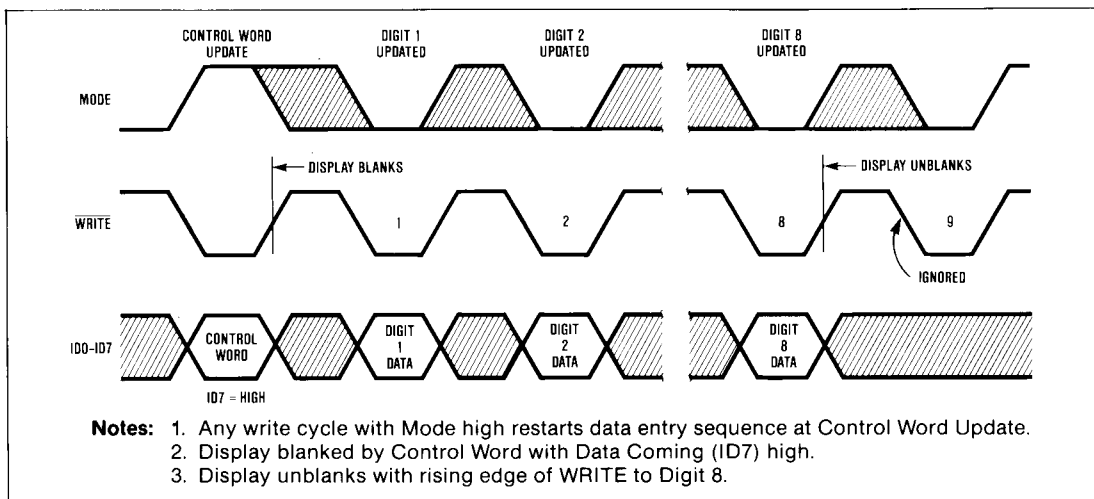 CONTROL WORD
UPDATE
DIGIT 1
UPDATED
DIGIT 2
UPDATED
DIGIT 8
UPDATED
MODE
DISPLAY BLANKS
DISPLAY UNBLANKS
WRITE
1
2
8
9
IGNORED
ID0-ID7
CONTROL
WORD
DIGIT
1
DATA
DIGIT
2
DATA
DIGIT
8
DATA
ID7 = HIGH
Notes: 1. Any write cycle with Mode high restarts data entry sequence at Control Word Update.
2. Display blanked by Control Word with Data Coming (ID7) high.
3. Display unblanks with rising edge of WRITE to Digit 8.